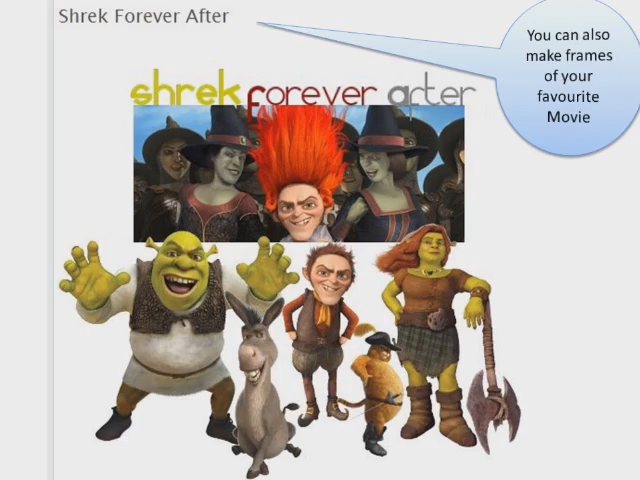 Shrek Forever After
You can also
make frames
of your
favourite
Movie
shrek forever after